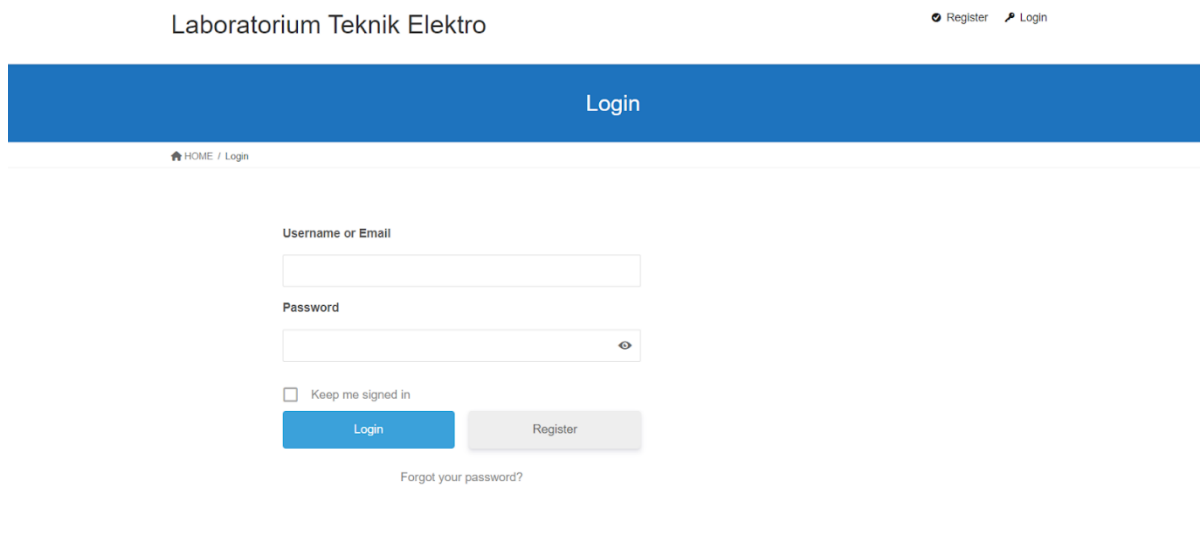 Laboratorium Teknik Elektro
Register Login
Login
HOME / Login
Username or Email
Password
Keep me signed in
Login Register
Forgot your password?